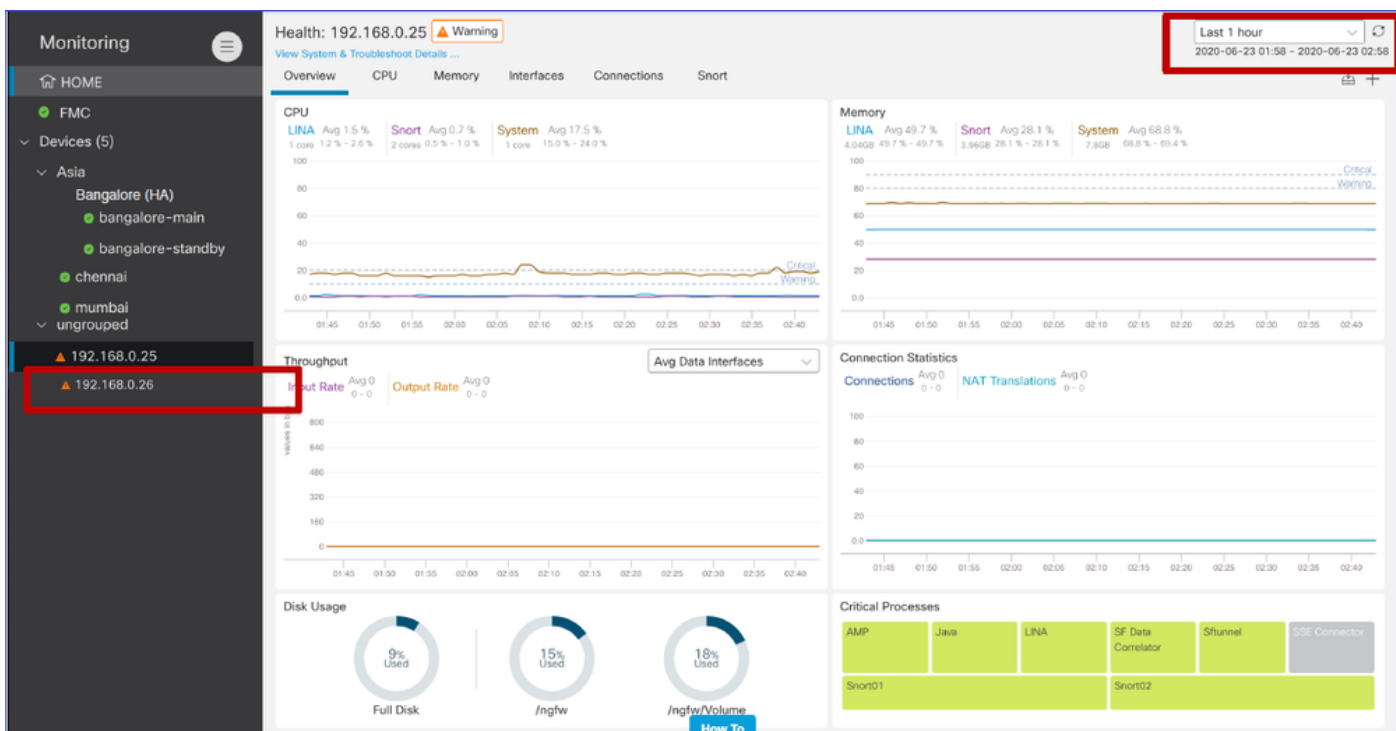 Monitoring
HOME
FMC
Devices (5)
Asia
Bangalore (HA)
bangalore-main
bangalore-standby
chennai
mumbai
ungrouped
192.168.0.25
192.168.0.26
Health: 192.168.0.25 Warning
View System & Troubleshoot Details ...
Last 1 hour
2020-06-23 01:58 - 2020-06-23 02:58
Overview CPU Memory Interfaces Connections Snort
CPU
LINA Avg 1.5 % Snort Avg 0.7 % System Avg 17.5 %
1 core 1.2 % - 2.6 % 2 cores 0.5 % - 1.0 % 1 core 15.0 % - 24.0 %
100
80
60
40
Critical
20
Warning
0.0
01:45 01:50 01:55 02:00 02:05 02:10 02:15 02:20 02:25 02:30 02:35 02:40
Memory
LINA Avg 49.7 % Snort Avg 28.1 % System Avg 68.8 %
4.04GB 49.7 % - 49.7 % 3.96GB 28.1 % - 28.1 % 7.8GB 68.8 % - 69.4 %
100
Critical
Warning
80
60
40
20
0.0
01:45 01:50 01:55 02:00 02:05 02:10 02:15 02:20 02:25 02:30 02:35 02:40
Throughput
Avg Data Interfaces
Input Rate Avg 0 Output Rate Avg 0
0 - 0 0 - 0
values in
800
640
480
320
160
0
01:45 01:50 01:55 02:00 02:05 02:10 02:15 02:20 02:25 02:30 02:35 02:40
Connection Statistics
Connections Avg 0 NAT Translations Avg 0
0 - 0 0 - 0
100
80
60
40
20
0.0
01:45 01:50 01:55 02:00 02:05 02:10 02:15 02:20 02:25 02:30 02:35 02:40
Disk Usage
9% 15% 18%
Used Used Used
Full Disk /ngfw /ngfw/Volume
How To
Critical Processes
AMP Java LINA SF Data Sftunnel SSE Connector
Correlator
Snort01 Snort02